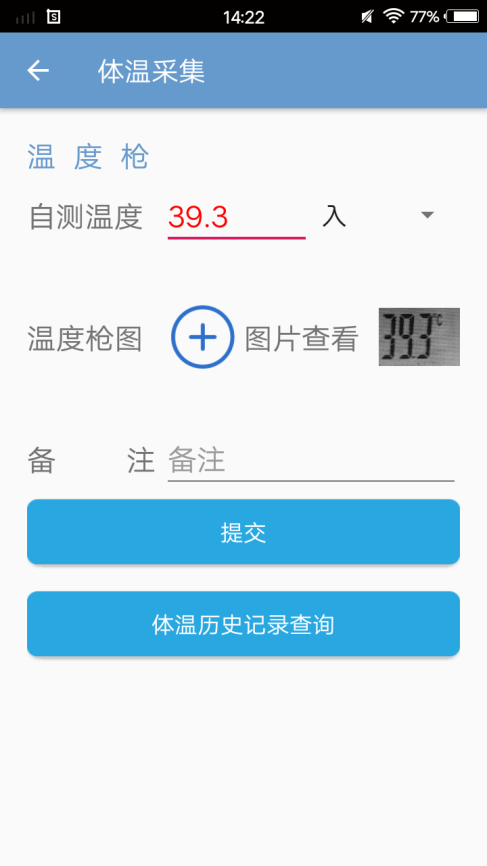 14:22 77%
体温采集
温 度 枪
自测温度 39.3 入
温度枪图 图片查看 39.3°C
备 注 备注
提交
体温历史记录查询